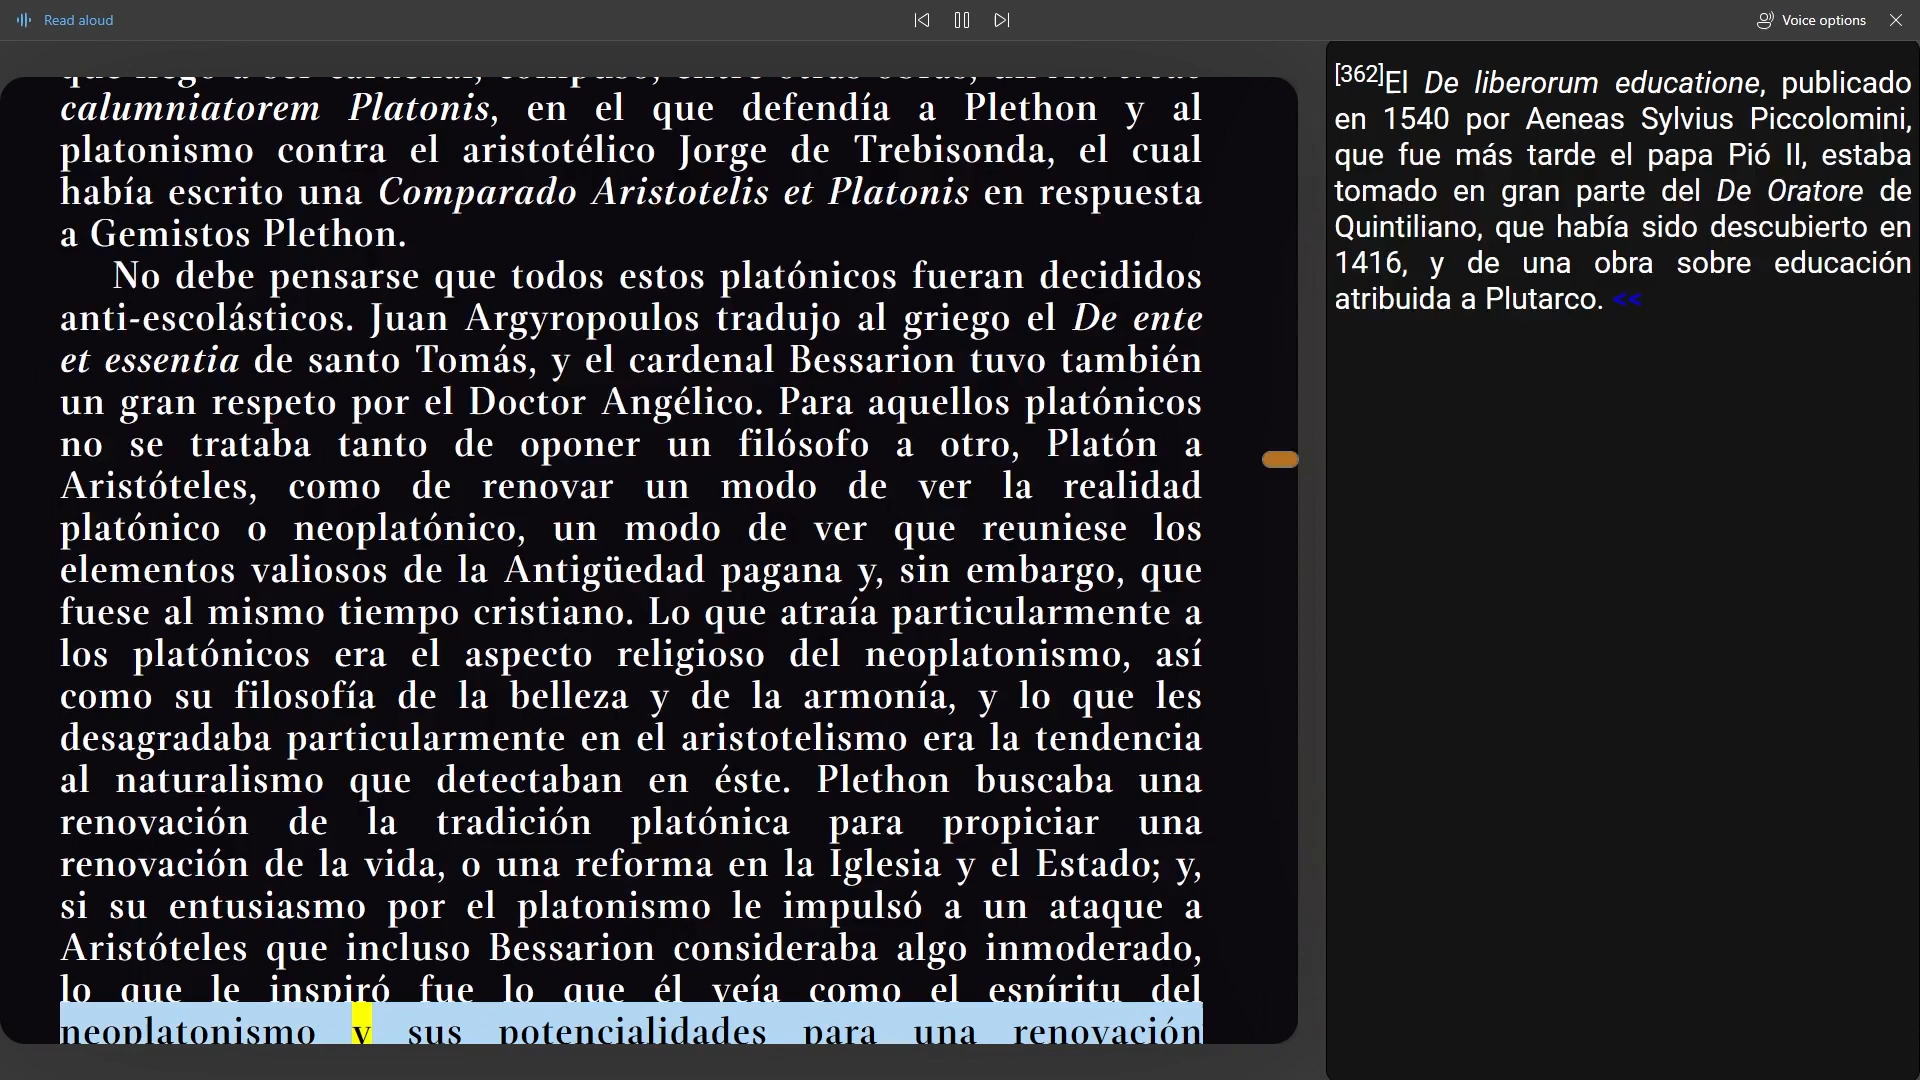 Read aloud
Voice options
calumniatorem Platonis, en el que defendía a Plethon y al
platonismo contra el aristotélico Jorge de Trebisonda, el cual
había escrito una Comparado Aristotelis et Platonis en respuesta
a Gemistos Plethon.
No debe pensarse que todos estos platónicos fueran decididos
anti-escolásticos. Juan Argyropoulos tradujo al griego el De ente
et essentia de santo Tomás, y el cardenal Bessarion tuvo también
un gran respeto por el Doctor Angélico. Para aquellos platónicos
no se trataba tanto de oponer un filósofo a otro, Platón a
Aristóteles, como de renovar un modo de ver la realidad
platónico o neoplatónico, un modo de ver que reuniese los
elementos valiosos de la Antigüedad pagana y, sin embargo, que
fuese al mismo tiempo cristiano. Lo que atraía particularmente a
los platónicos era el aspecto religioso del neoplatonismo, así
como su filosofía de la belleza y de la armonía, y lo que les
desagradaba particularmente en el aristotelismo era la tendencia
al naturalismo que detectaban en éste. Plethon buscaba una
renovación de la tradición platónica para propiciar una
renovación de la vida, o una reforma en la Iglesia y el Estado; y,
si su entusiasmo por el platonismo le impulsó a un ataque a
Aristóteles que incluso Bessarion consideraba algo inmoderado,
lo que le inspiró fue lo que él veía como el espíritu del
neoplatonismo y sus potencialidades para una renovación
[362]El De liberorum educatione, publicado
en 1540 por Aeneas Sylvius Piccolomini,
que fue más tarde el papa Pió II, estaba
tomado en gran parte del De Oratore de
Quintiliano, que había sido descubierto en
1416, y de una obra sobre educación
atribuida a Plutarco. <<